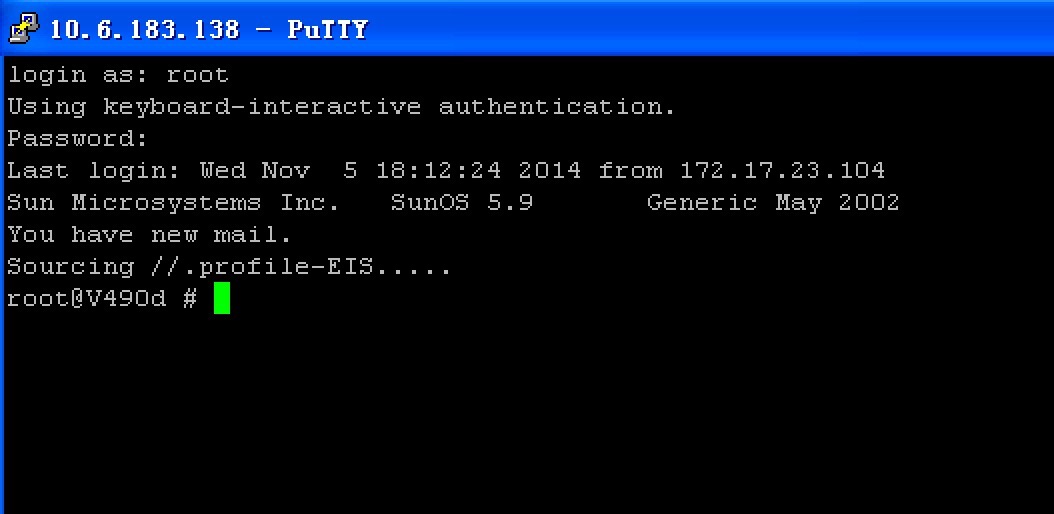 10.6.183.138 - PuTTY
login as: root
Using keyboard-interactive authentication.
Password:
Last login: Wed Nov  5 18:12:24 2014 from 172.17.23.104
Sun Microsystems Inc.   SunOS 5.9       Generic May 2002
You have new mail.
Sourcing //.profile-EIS.....
root@V490d #